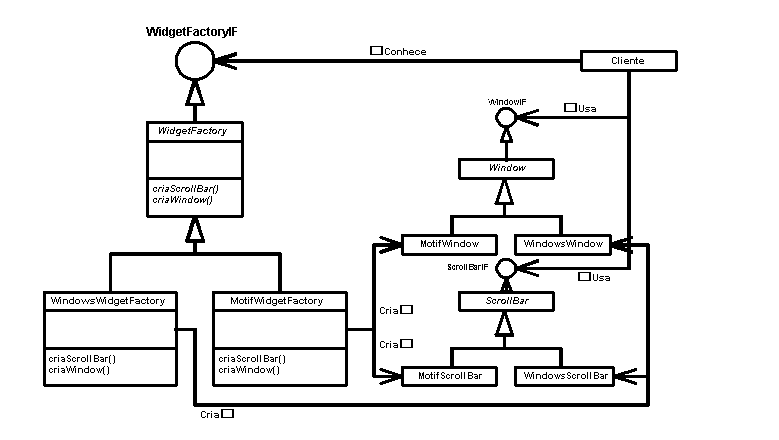 WidgetFactoryIF
Conhece
Cliente
WindowIF
Usa
WidgetFactory
Window
criaScrollBar()
criaWindow()
MotifWindow
WindowsWindow
ScrollBarIF
Usa
WindowsWidgetFactory
MotifWidgetFactory
ScrollBar
Cria
Cria
criaScrollBar()
criaWindow()
criaScrollBar()
criaWindow()
MotifScrollBar
WindowsScrollBar
Cria